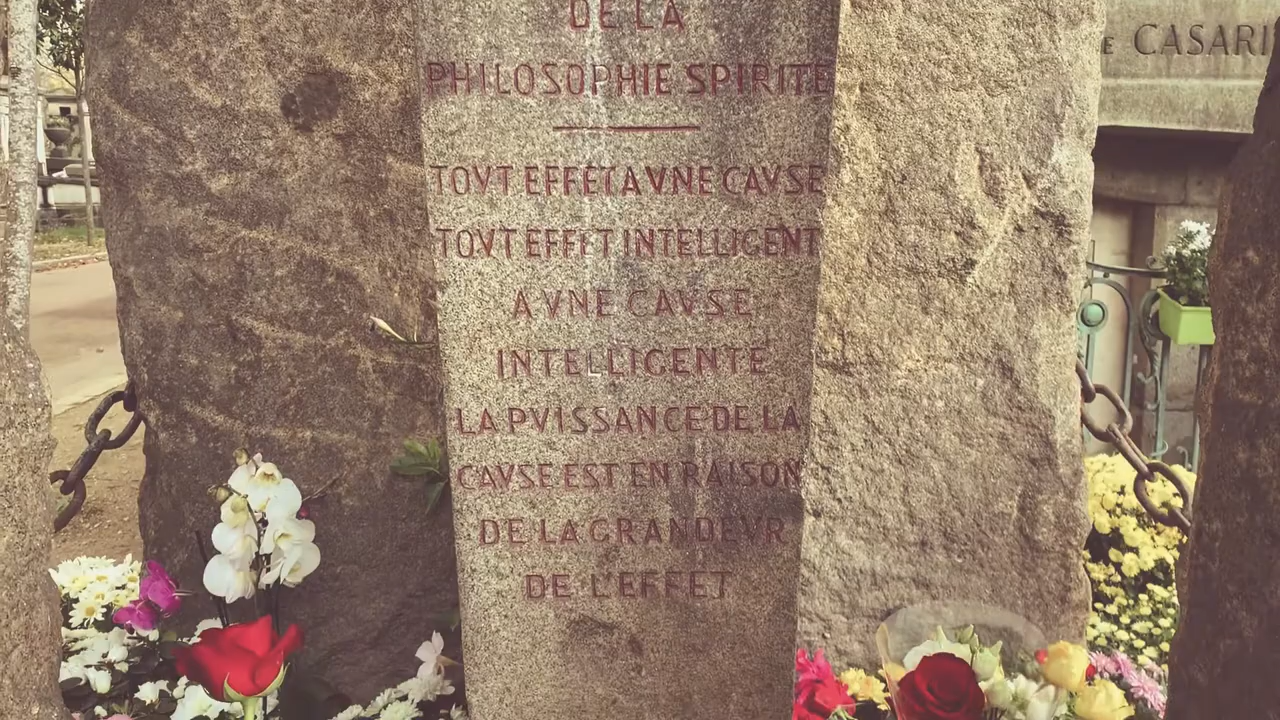 DE LA
PHILOSOPHIE SPIRITE
TOVT EFFET A VNE CAVSE
TOVT EFFET INTELLIGENT
A VNE CAVSE
INTELLIGENTE
LA PVISSANCE DE LA
CAVSE EST EN RAISON
DE LA GRANDEVR
DE L'EFFET
E CASARI